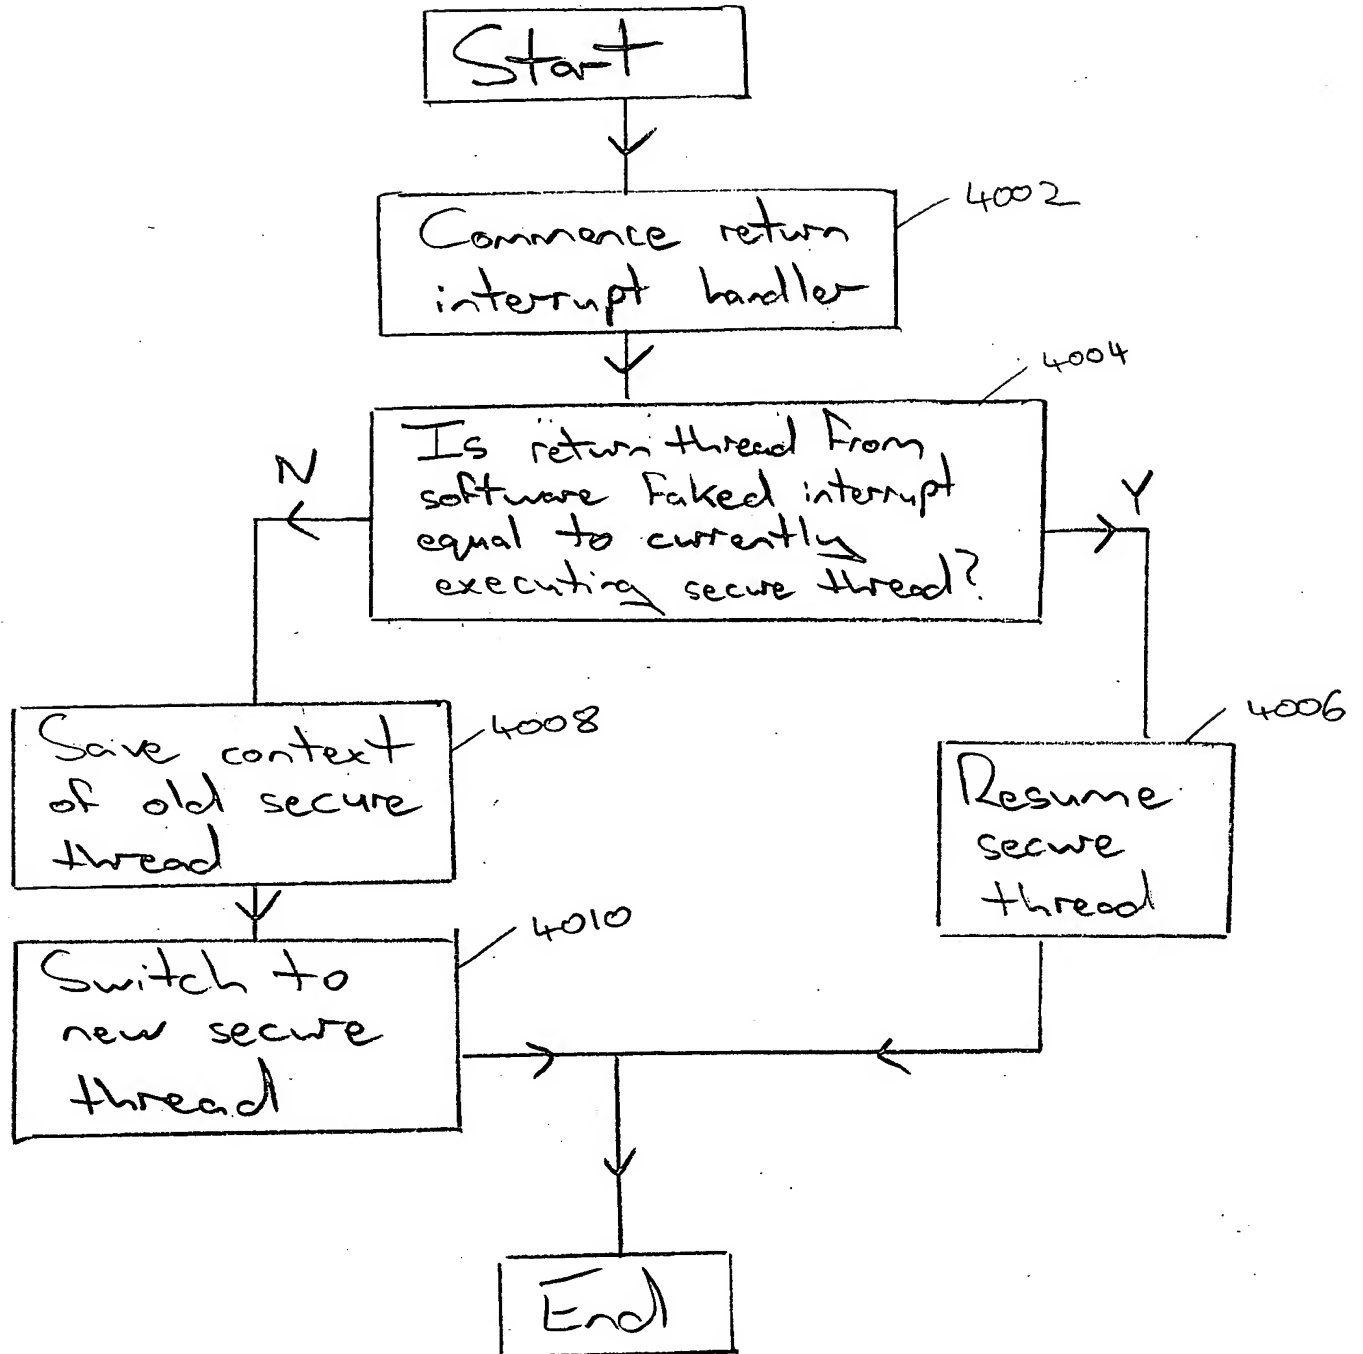 Start
4002
Commence return
interrupt handler
4004
Is return thread from
software faked interrupt
equal to currently
executing secure thread?
N
Y
4008
Save context
of old secure
thread
4006
Resume
secure
thread
4010
Switch to
new secure
thread
End